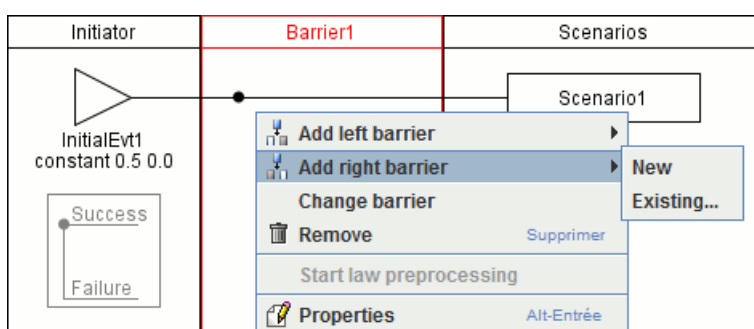 Initiator
Barrier1
Scenarios
Scenario1
InitialEvt1
constant 0.5 0.0
Success
Failure
Add left barrier
Add right barrier
New
Existing...
Change barrier
Remove Supprimer
Start law preprocessing
Properties Alt-Entrée